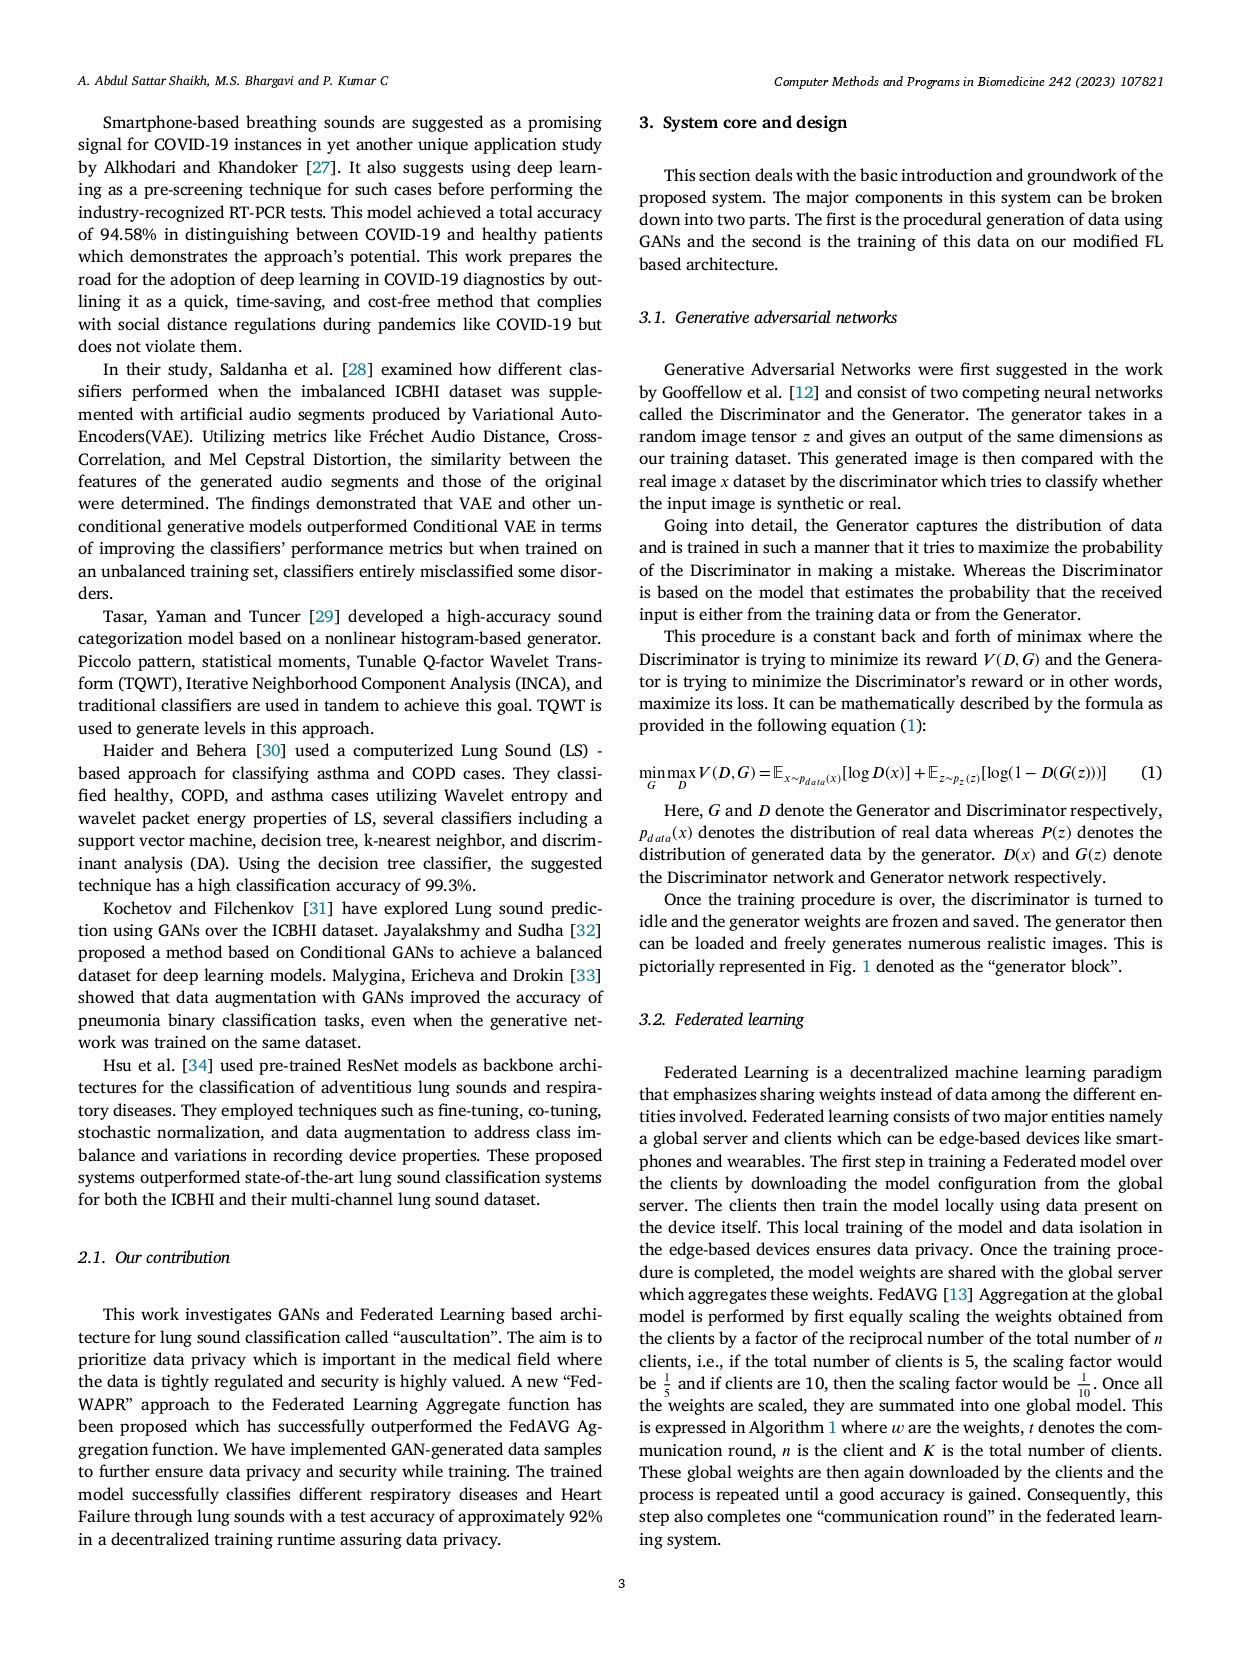 A. Abdul Sattar Shaikh, M.S. Bhargavi and P. Kumar C
Computer Methods and Programs in Biomedicine 242 (2023) 107821
Smartphone-based breathing sounds are suggested as a promising
signal for COVID-19 instances in yet another unique application study
by Alkhodari and Khandoker [27]. It also suggests using deep learn-
ing as a pre-screening technique for such cases before performing the
industry-recognized RT-PCR tests. This model achieved a total accuracy
of 94.58% in distinguishing between COVID-19 and healthy patients
which demonstrates the approach's potential. This work prepares the
road for the adoption of deep learning in COVID-19 diagnostics by out-
lining it as a quick, time-saving, and cost-free method that complies
with social distance regulations during pandemics like COVID-19 but
does not violate them.
In their study, Saldanha et al. [28] examined how different clas-
sifiers performed when the imbalanced ICBHI dataset was supple-
mented with artificial audio segments produced by Variational Auto-
Encoders(VAE). Utilizing metrics like Fréchet Audio Distance, Cross-
Correlation, and Mel Cepstral Distortion, the similarity between the
features of the generated audio segments and those of the original
were determined. The findings demonstrated that VAE and other un-
conditional generative models outperformed Conditional VAE in terms
of improving the classifiers' performance metrics but when trained on
an unbalanced training set, classifiers entirely misclassified some disor-
ders.
Tasar, Yaman and Tuncer [29] developed a high-accuracy sound
categorization model based on a nonlinear histogram-based generator.
Piccolo pattern, statistical moments, Tunable Q-factor Wavelet Trans-
form (TQWT), Iterative Neighborhood Component Analysis (INCA), and
traditional classifiers are used in tandem to achieve this goal. TQWT is
used to generate levels in this approach.
Haider and Behera [30] used a computerized Lung Sound (LS) -
based approach for classifying asthma and COPD cases. They classi-
fied healthy, COPD, and asthma cases utilizing Wavelet entropy and
wavelet packet energy properties of LS, several classifiers including a
support vector machine, decision tree, k-nearest neighbor, and discrim-
inant analysis (DA). Using the decision tree classifier, the suggested
technique has a high classification accuracy of 99.3%.
Kochetov and Filchenkov [31] have explored Lung sound predic-
tion using GANs over the ICBHI dataset. Jayalakshmy and Sudha [32]
proposed a method based on Conditional GANs to achieve a balanced
dataset for deep learning models. Malygina, Ericheva and Drokin [33]
showed that data augmentation with GANs improved the accuracy of
pneumonia binary classification tasks, even when the generative net-
work was trained on the same dataset.
Hsu et al. [34] used pre-trained ResNet models as backbone archi-
tectures for the classification of adventitious lung sounds and respira-
tory diseases. They employed techniques such as fine-tuning, co-tuning,
stochastic normalization, and data augmentation to address class im-
balance and variations in recording device properties. These proposed
systems outperformed state-of-the-art lung sound classification systems
for both the ICBHI and their multi-channel lung sound dataset.
2.1. Our contribution
This work investigates GANs and Federated Learning based archi-
tecture for lung sound classification called “auscultation”. The aim is to
prioritize data privacy which is important in the medical field where
the data is tightly regulated and security is highly valued. A new “Fed-
WAPR” approach to the Federated Learning Aggregate function has
been proposed which has successfully outperformed the FedAVG Ag-
gregation function. We have implemented GAN-generated data samples
to further ensure data privacy and security while training. The trained
model successfully classifies different respiratory diseases and Heart
Failure through lung sounds with a test accuracy of approximately 92%
in a decentralized training runtime assuring data privacy.
3. System core and design
This section deals with the basic introduction and groundwork of the
proposed system. The major components in this system can be broken
down into two parts. The first is the procedural generation of data using
GANs and the second is the training of this data on our modified FL
based architecture.
3.1. Generative adversarial networks
Generative Adversarial Networks were first suggested in the work
by Gooffellow et al. [12] and consist of two competing neural networks
called the Discriminator and the Generator. The generator takes in a
random image tensor z and gives an output of the same dimensions as
our training dataset. This generated image is then compared with the
real image x dataset by the discriminator which tries to classify whether
the input image is synthetic or real.
Going into detail, the Generator captures the distribution of data
and is trained in such a manner that it tries to maximize the probability
of the Discriminator in making a mistake. Whereas the Discriminator
is based on the model that estimates the probability that the received
input is either from the training data or from the Generator.
This procedure is a constant back and forth of minimax where the
Discriminator is trying to minimize its reward V(D, G) and the Genera-
tor is trying to minimize the Discriminator's reward or in other words,
maximize its loss. It can be mathematically described by the formula as
provided in the following equation (1):
min_G max_D V(D, G) = 𝔼_{x∼p_{data}(x)}[log D(x)] + 𝔼_{z∼p_z(z)}[log(1 − D(G(z)))] (1)
Here, G and D denote the Generator and Discriminator respectively,
p_{data}(x) denotes the distribution of real data whereas P(z) denotes the
distribution of generated data by the generator. D(x) and G(z) denote
the Discriminator network and Generator network respectively.
Once the training procedure is over, the discriminator is turned to
idle and the generator weights are frozen and saved. The generator then
can be loaded and freely generates numerous realistic images. This is
pictorially represented in Fig. 1 denoted as the “generator block”.
3.2. Federated learning
Federated Learning is a decentralized machine learning paradigm
that emphasizes sharing weights instead of data among the different en-
tities involved. Federated learning consists of two major entities namely
a global server and clients which can be edge-based devices like smart-
phones and wearables. The first step in training a Federated model over
the clients by downloading the model configuration from the global
server. The clients then train the model locally using data present on
the device itself. This local training of the model and data isolation in
the edge-based devices ensures data privacy. Once the training proce-
dure is completed, the model weights are shared with the global server
which aggregates these weights. FedAVG [13] Aggregation at the global
model is performed by first equally scaling the weights obtained from
the clients by a factor of the reciprocal number of the total number of n
clients, i.e., if the total number of clients is 5, the scaling factor would
be 1/5 and if clients are 10, then the scaling factor would be 1/10. Once all
the weights are scaled, they are summated into one global model. This
is expressed in Algorithm 1 where w are the weights, t denotes the com-
munication round, n is the client and K is the total number of clients.
These global weights are then again downloaded by the clients and the
process is repeated until a good accuracy is gained. Consequently, this
step also completes one “communication round” in the federated learn-
ing system.
3